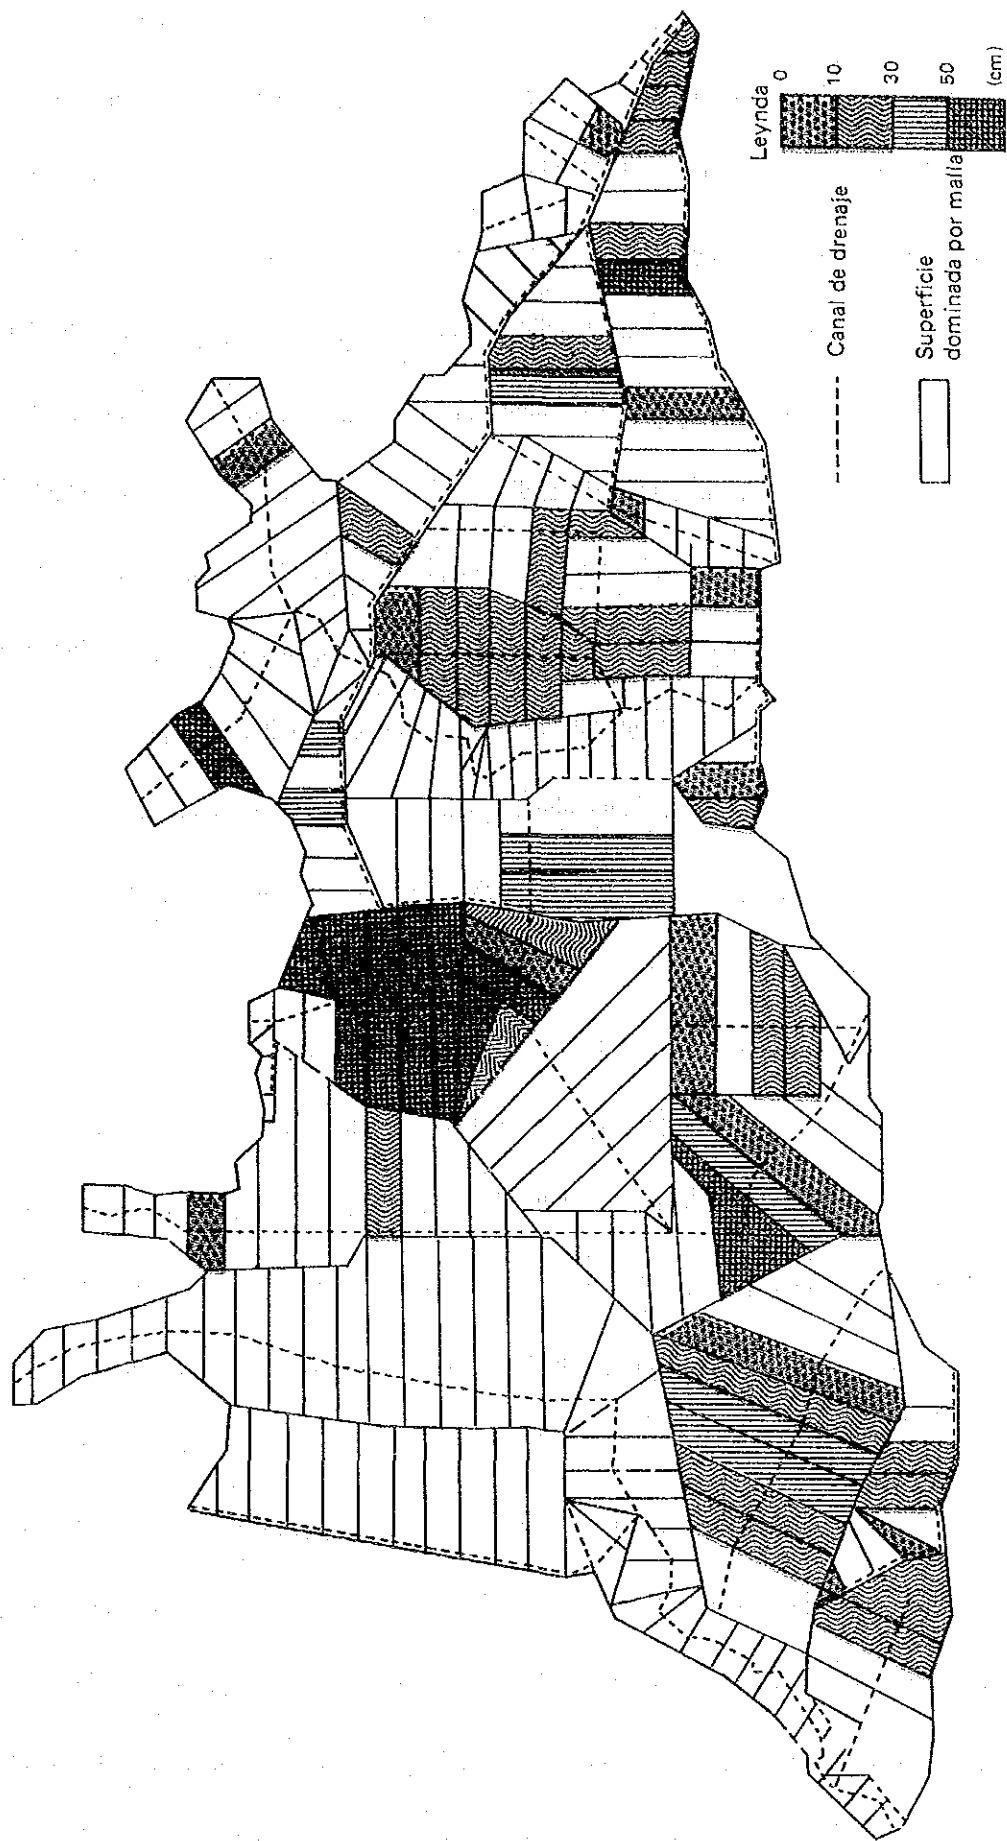 Leynda
0
10
30
50
(cm)
Canal de drenaje
Superficie
dominada por malla